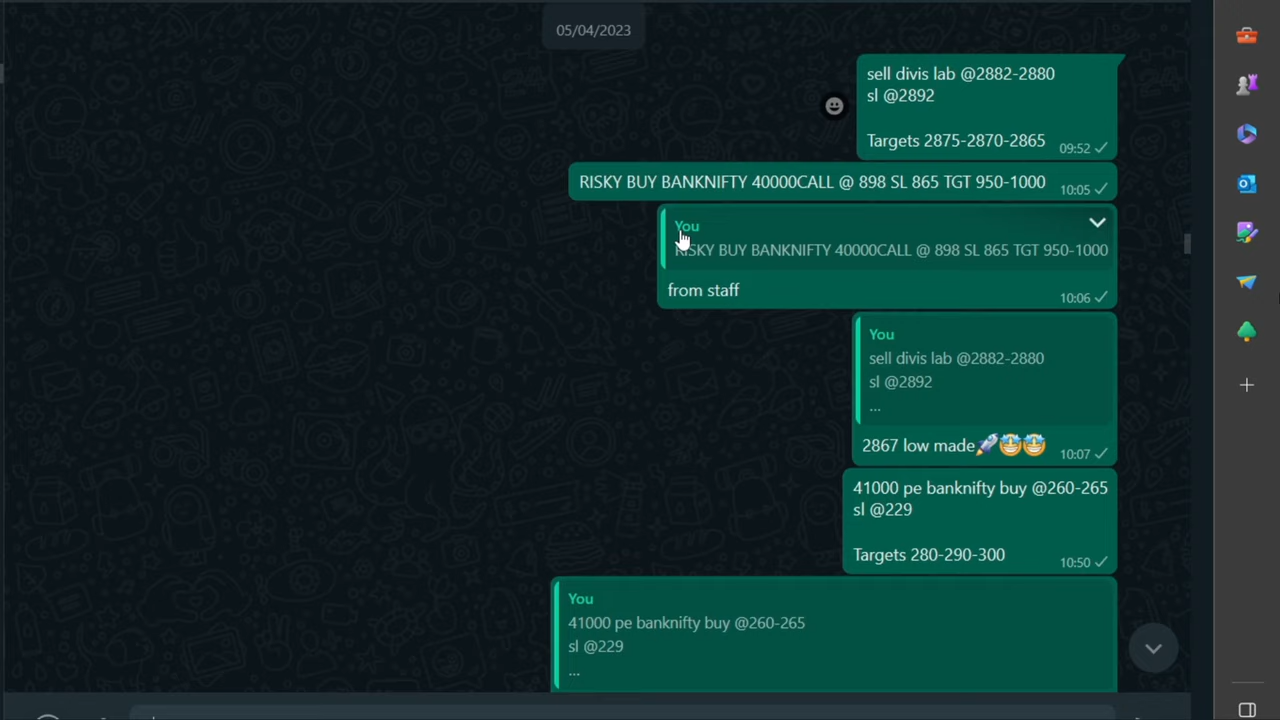 05/04/2023
sell divis lab @2882-2880
sl @2892
Targets 2875-2870-2865
09:52
RISKY BUY BANKNIFTY 40000CALL @ 898 SL 865 TGT 950-1000
10:05
You
RISKY BUY BANKNIFTY 40000CALL @ 898 SL 865 TGT 950-1000
from staff
10:06
You
sell divis lab @2882-2880
sl @2892
...
2867 low made🚀🤩🤩
10:07
41000 pe banknifty buy @260-265
sl @229
Targets 280-290-300
10:50
You
41000 pe banknifty buy @260-265
sl @229
...